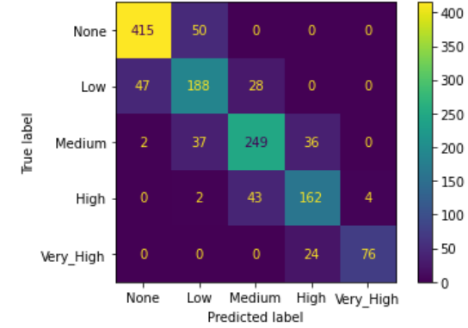 None 415 50 0 0 0
Low 47 188 28 0 0
Medium 2 37 249 36 0
High 0 2 43 162 4
Very_High 0 0 0 24 76
None Low Medium High Very_High
Predicted label
True label
400
350
300
250
200
150
100
50
0